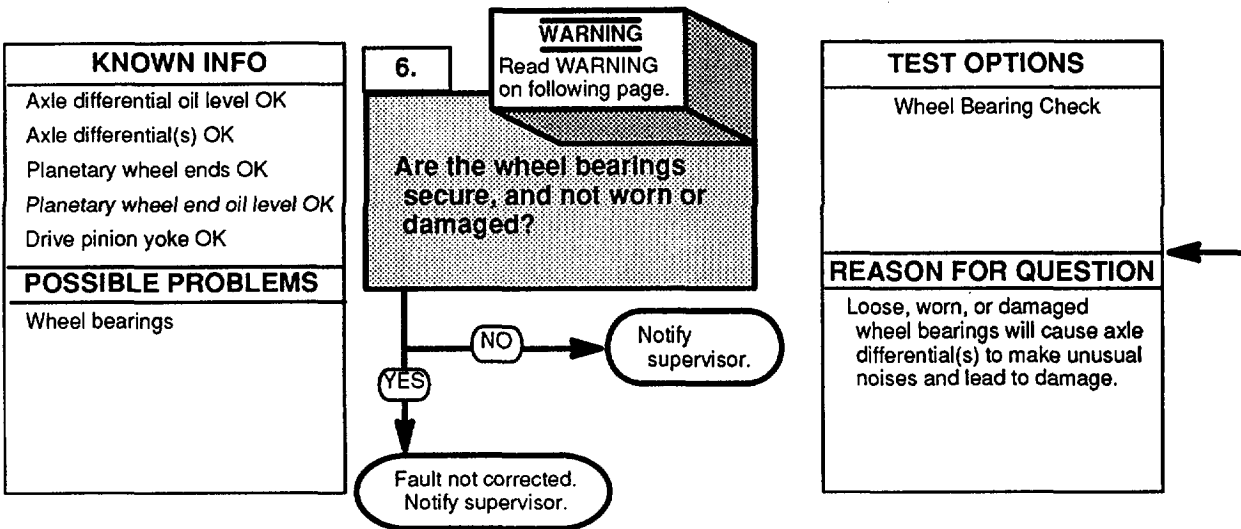 KNOWN INFO
Axle differential oil level OK
Axle differential(s) OK
Planetary wheel ends OK
Planetary wheel end oil level OK
Drive pinion yoke OK
POSSIBLE PROBLEMS
Wheel bearings
6.
WARNING
Read WARNING
on following page.
Are the wheel bearings
secure, and not worn or
damaged?
NO
Notify
supervisor.
YES
Fault not corrected.
Notify supervisor.
TEST OPTIONS
Wheel Bearing Check
REASON FOR QUESTION
Loose, worn, or damaged
wheel bearings will cause axle
differential(s) to make unusual
noises and lead to damage.